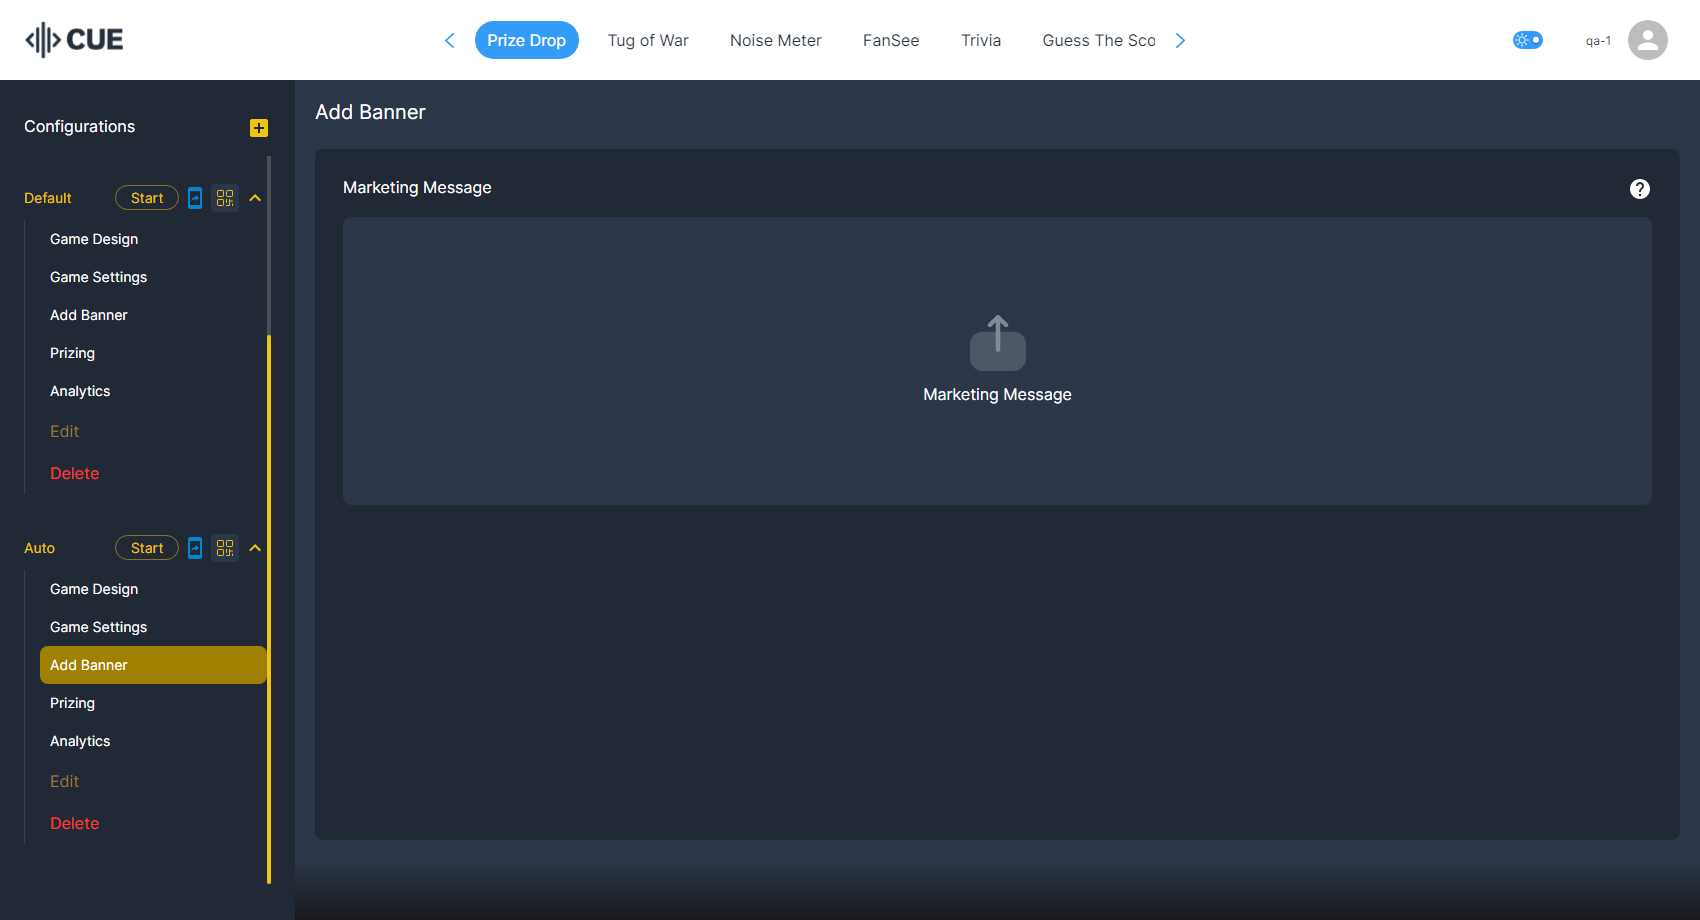 CUE
Prize Drop
Tug of War
Noise Meter
FanSee
Trivia
Guess The Sco
qa-1
Configurations
Default
Start
Game Design
Game Settings
Add Banner
Prizing
Analytics
Edit
Delete
Auto
Start
Game Design
Game Settings
Add Banner
Prizing
Analytics
Edit
Delete
Add Banner
Marketing Message
?
Marketing Message